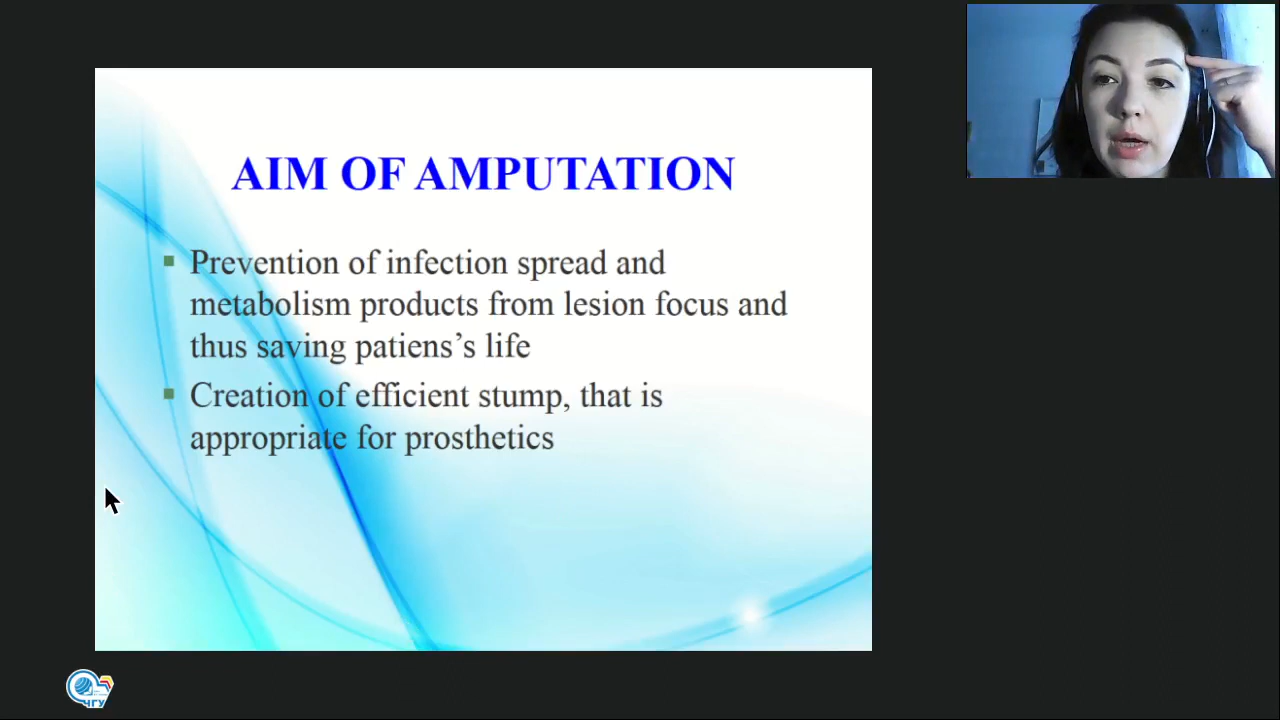 AIM OF AMPUTATION
Prevention of infection spread and
metabolism products from lesion focus and
thus saving patiens’s life
Creation of efficient stump, that is
appropriate for prosthetics
ЧГУ